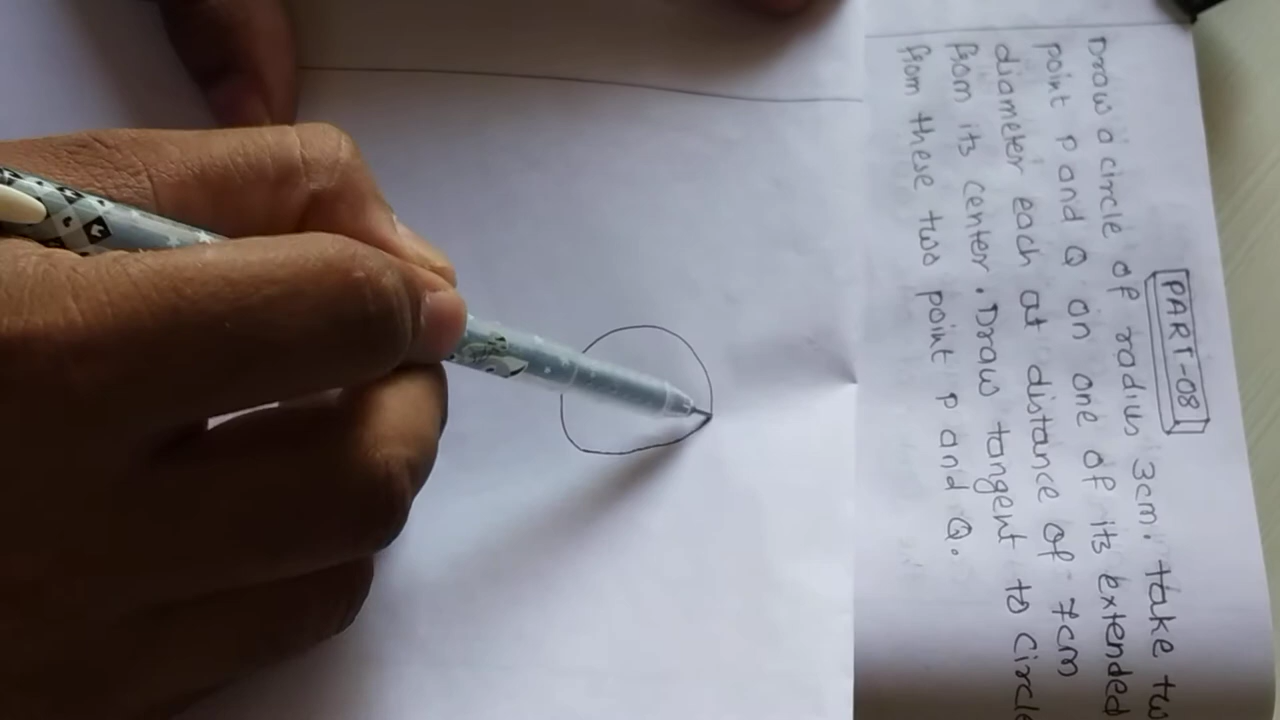 PART-08
Draw a circle of radius 3cm. take tw
point P and Q on one of its extended
diameter each at distance of 7cm
from its center. Draw tangent to circle
from these two point P and Q.